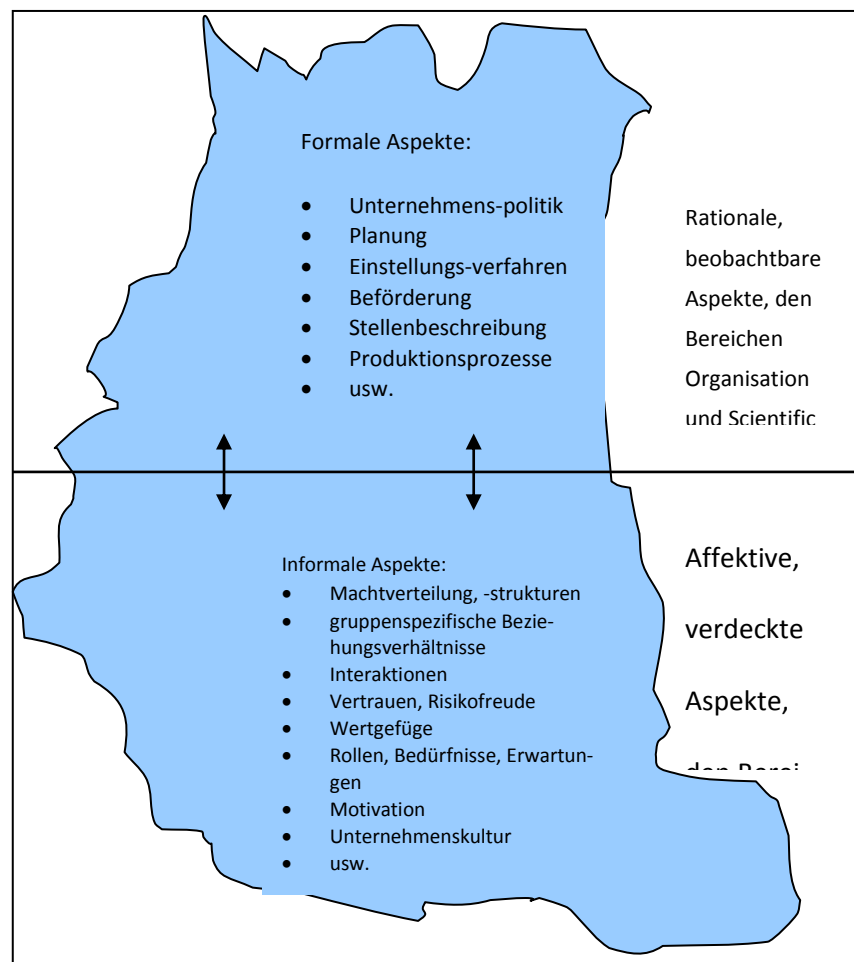 Formale Aspekte:
• Unternehmens-politik
• Planung
• Einstellungs-verfahren
• Beförderung
• Stellenbeschreibung
• Produktionsprozesse
• usw.
Rationale,
beobachtbare
Aspekte, den
Bereichen
Organisation
und Scientific
Informale Aspekte:
• Machtverteilung, -strukturen
• gruppenspezifische Bezie-
hungsverhältnisse
• Interaktionen
• Vertrauen, Risikofreude
• Wertgefüge
• Rollen, Bedürfnisse, Erwartun-
gen
• Motivation
• Unternehmenskultur
• usw.
Affektive,
verdeckte
Aspekte,
den Berei